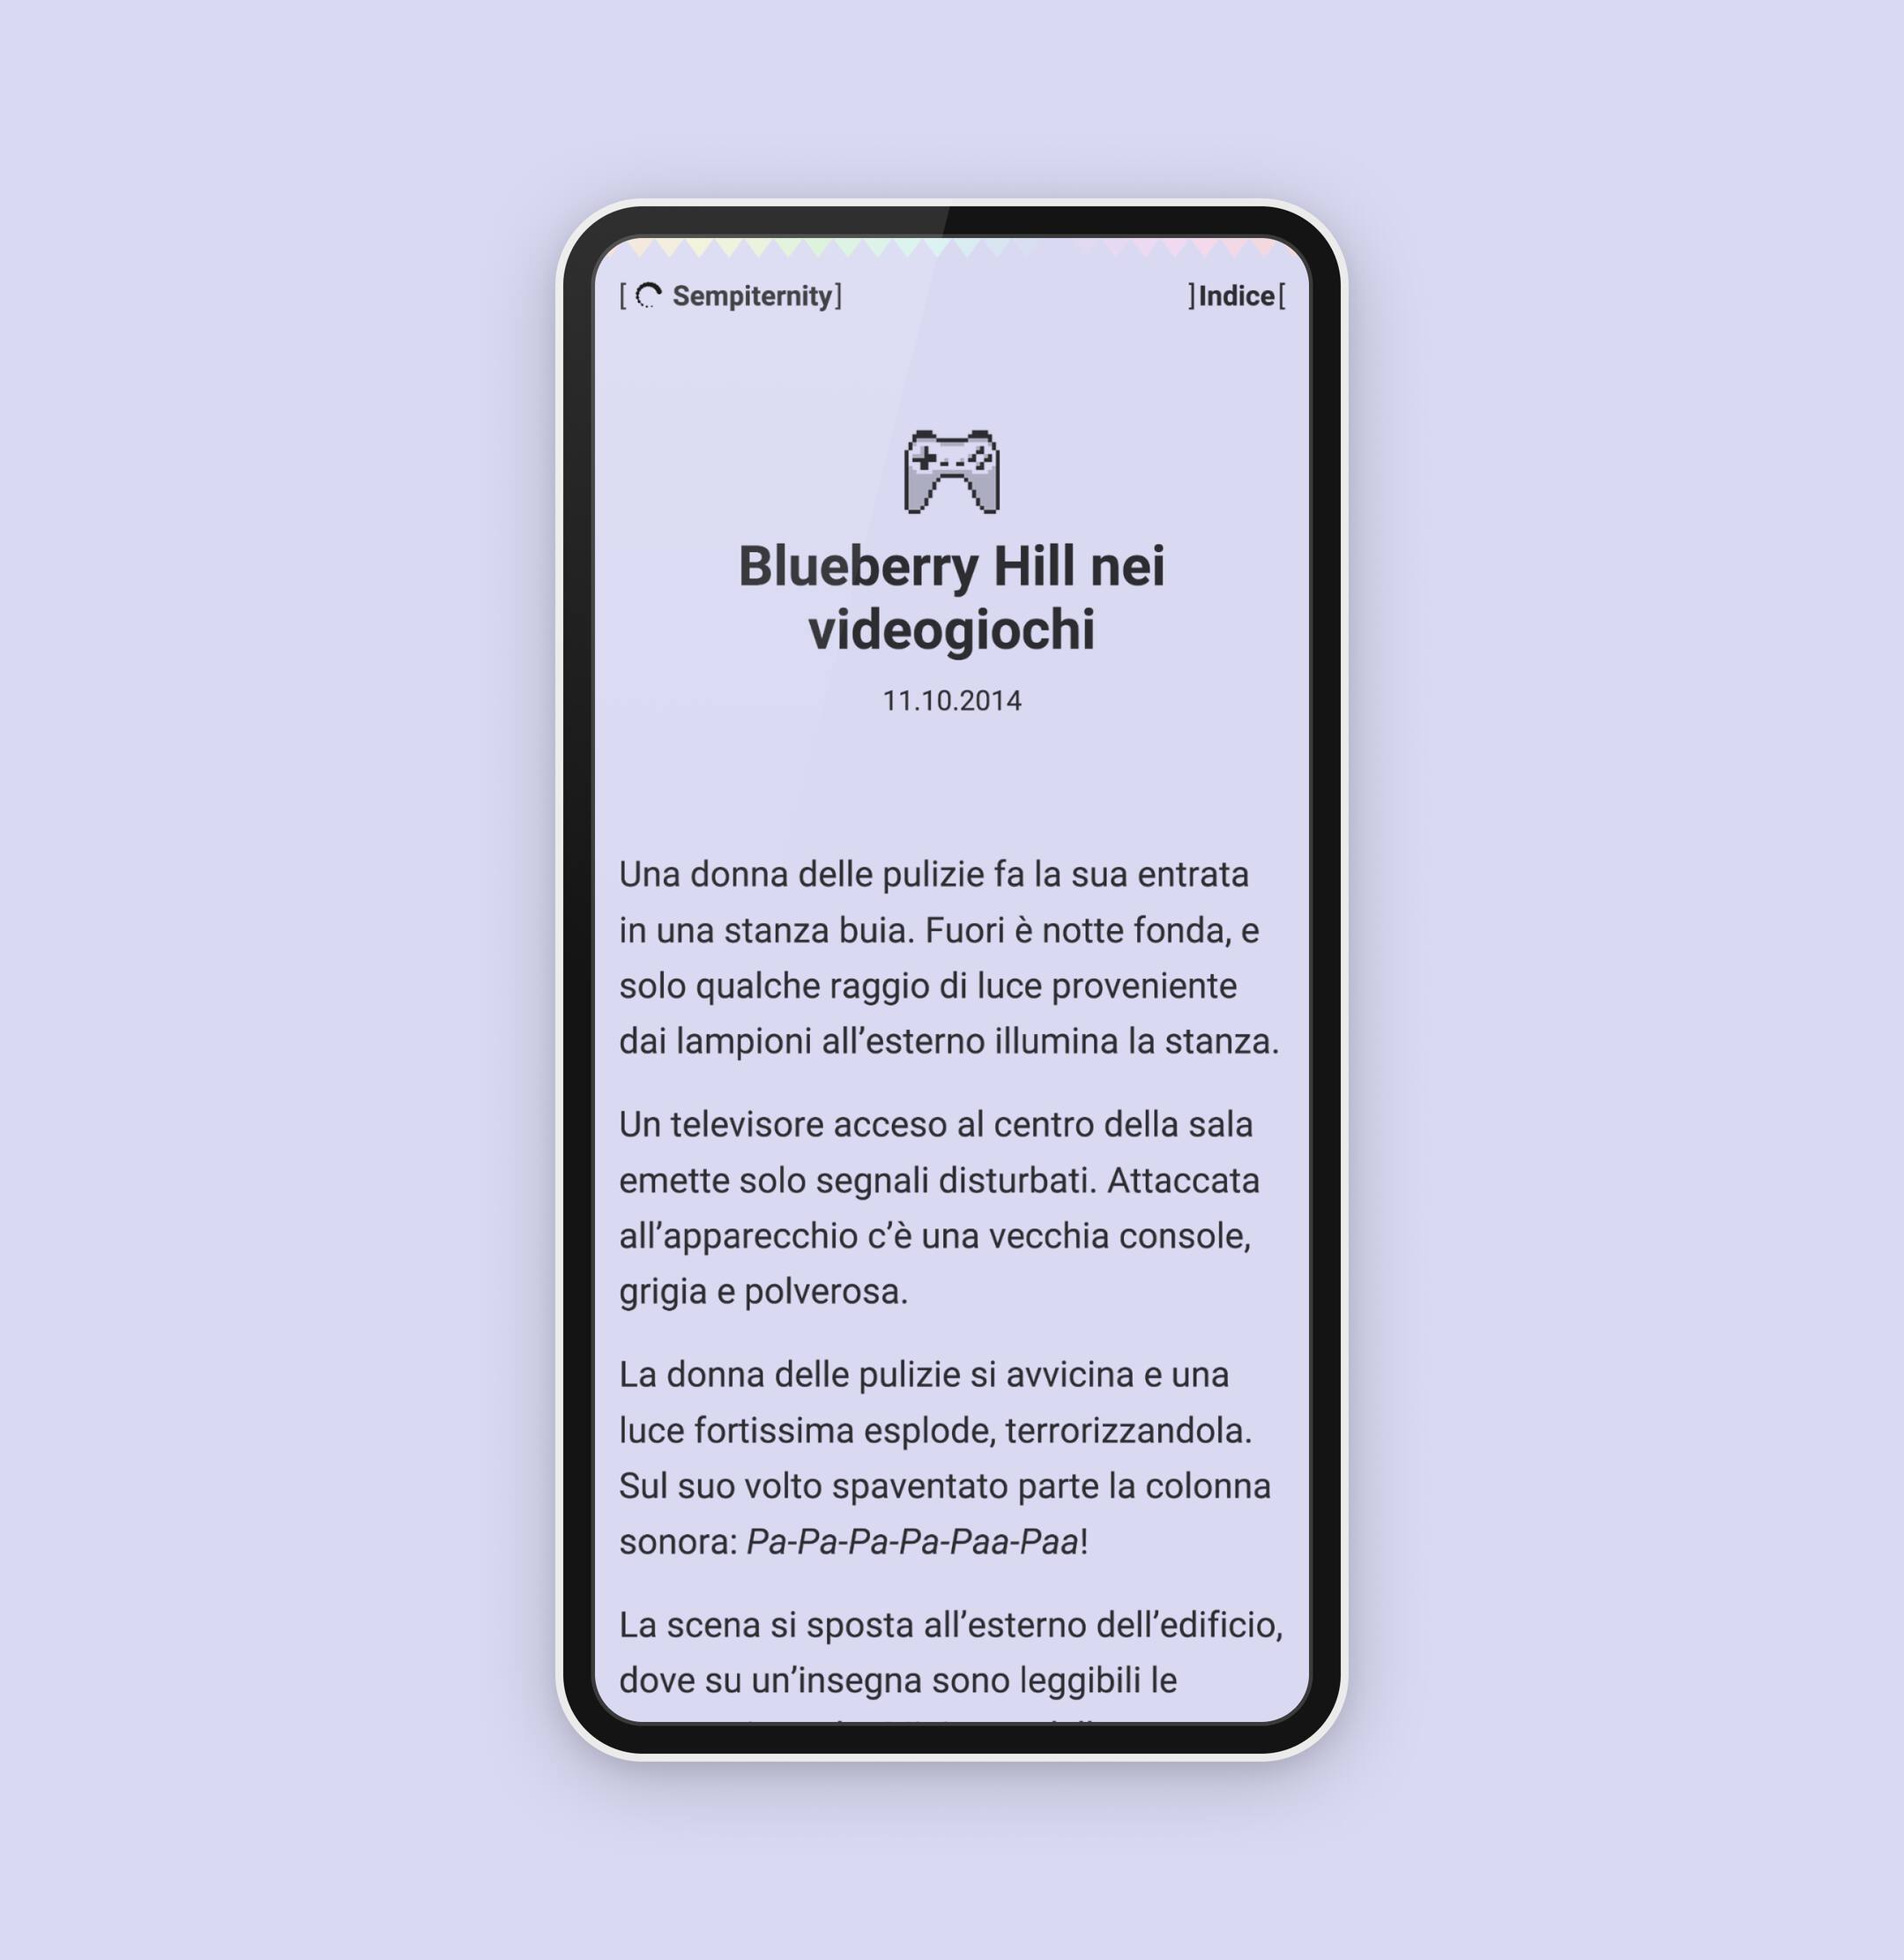 [ Sempiternity]
]Indice[
Blueberry Hill nei
videogiochi
11.10.2014
Una donna delle pulizie fa la sua entrata
in una stanza buia. Fuori è notte fonda, e
solo qualche raggio di luce proveniente
dai lampioni all’esterno illumina la stanza.
Un televisore acceso al centro della sala
emette solo segnali disturbati. Attaccata
all’apparecchio c’è una vecchia console,
grigia e polverosa.
La donna delle pulizie si avvicina e una
luce fortissima esplode, terrorizzandola.
Sul suo volto spaventato parte la colonna
sonora: Pa-Pa-Pa-Pa-Paa-Paa!
La scena si sposta all’esterno dell’edificio,
dove su un’insegna sono leggibili le